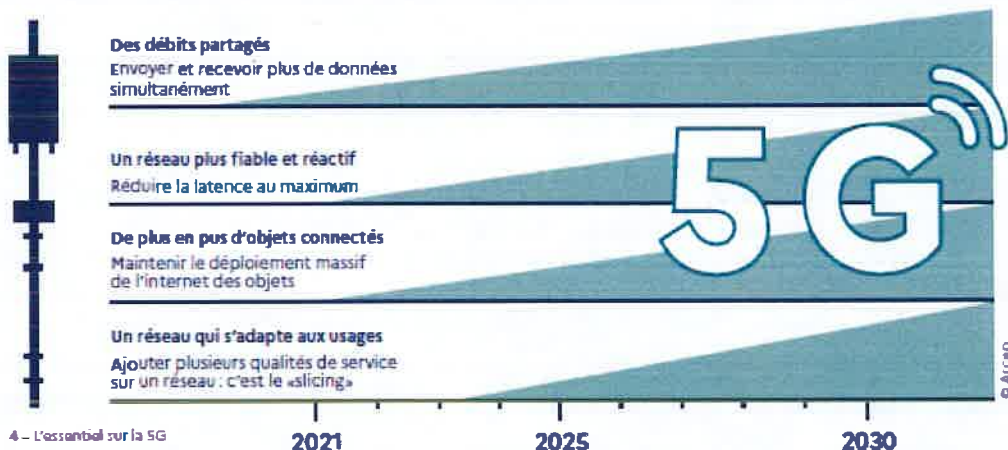 Des débits partagés
Envoyer et recevoir plus de données
simultanément
Un réseau plus fiable et réactif
Réduire la latence au maximum
De plus en pus d'objets connectés
Maintenir le déploiement massif
de l'internet des objets
Un réseau qui s'adapte aux usages
Ajouter plusieurs qualités de service
sur un réseau : c'est le «slicing»
5G
© Arcep
2021
2025
2030
4 – L'essentiel sur la 5G